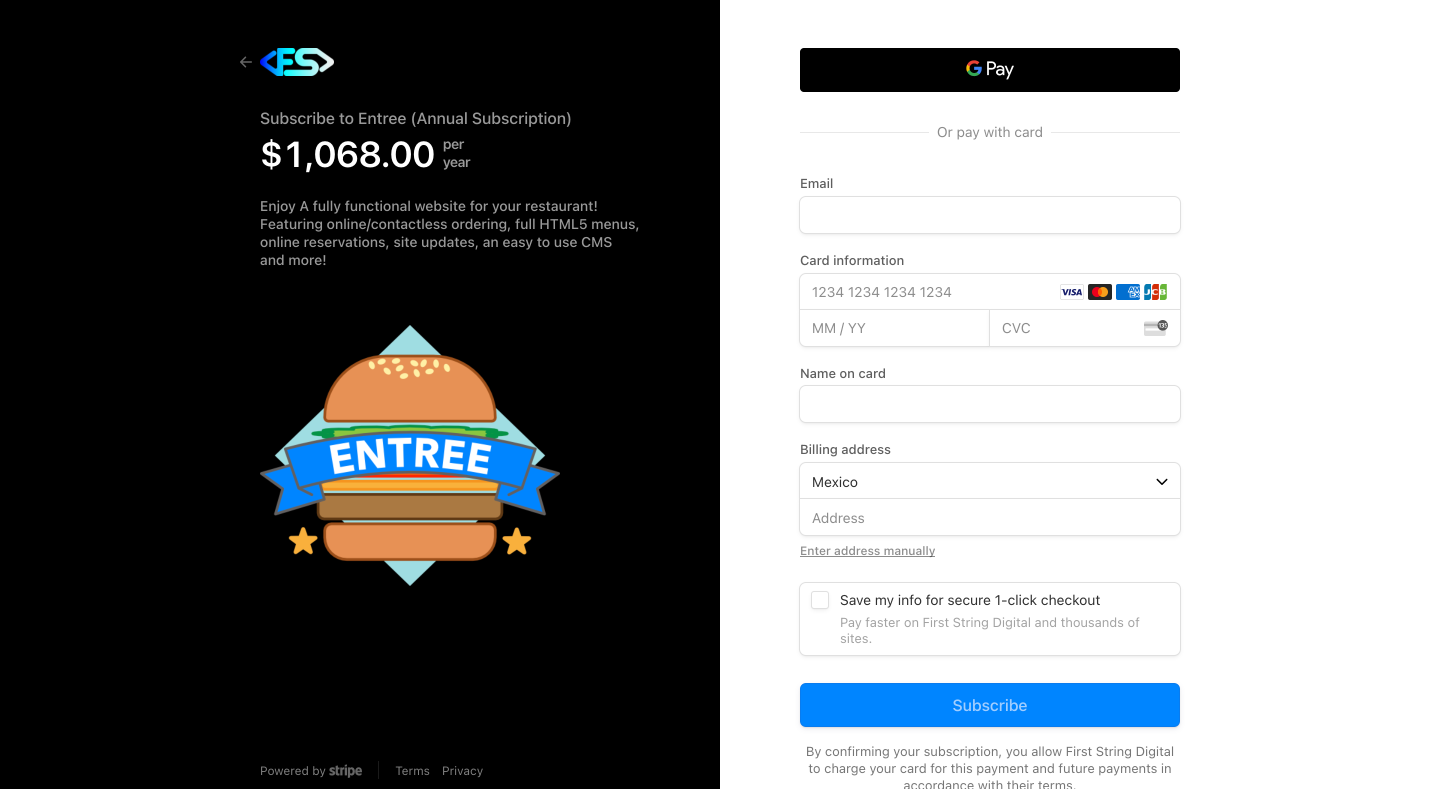 <FS>
Subscribe to Entree (Annual Subscription)
$1,068.00 per year
Enjoy A fully functional website for your restaurant!
Featuring online/contactless ordering, full HTML5 menus,
online reservations, site updates, an easy to use CMS
and more!
ENTREE
Powered by stripe
Terms
Privacy
G Pay
Or pay with card
Email
Card information
1234 1234 1234 1234
VISA
AMEX
JCB
MM / YY
CVC
135
Name on card
Billing address
Mexico
Address
Enter address manually
Save my info for secure 1-click checkout
Pay faster on First String Digital and thousands of
sites.
Subscribe
By confirming your subscription, you allow First String Digital
to charge your card for this payment and future payments in
accordance with their terms.